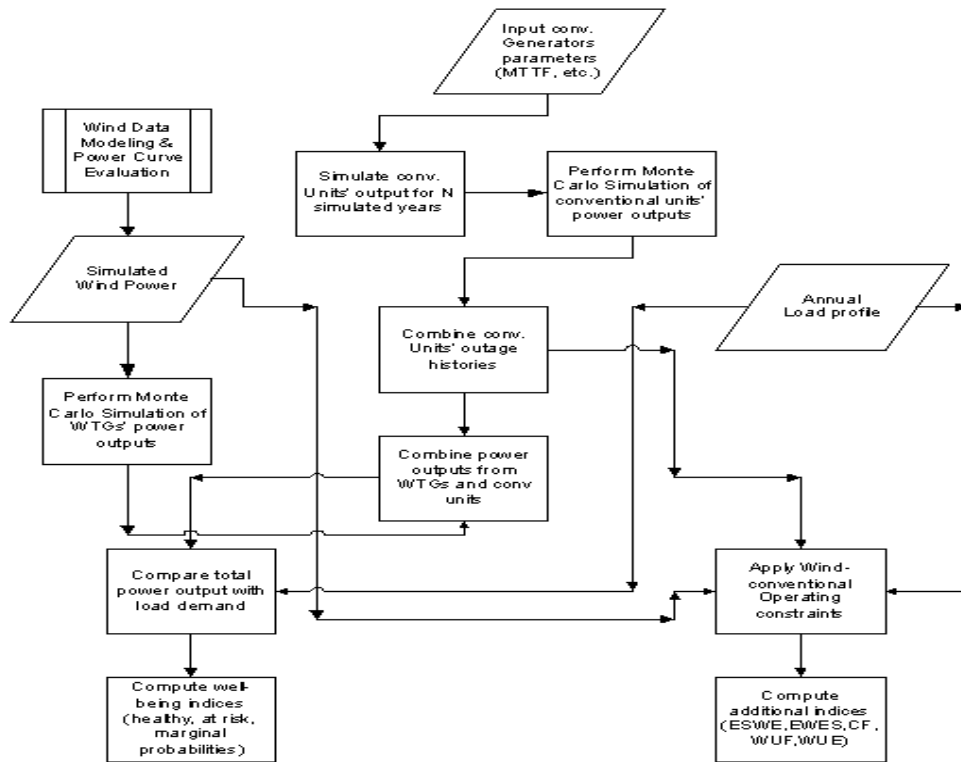 Input conv.
Generators
parameters
(MTTF, etc.)
Wind Data
Modeling &
Power Curve
Evaluation
Simulate conv.
Units' output for N
simulated years
Perform Monte
Carlo Simulation of
conventional units'
power outputs
Simulated
Wind Power
Combine conv.
Units' outage
histories
Annual
Load profile
Perform Monte
Carlo Simulation of
WTGs' power
outputs
Combine power
outputs from
WTGs and conv
units
Compare total
power output with
load demand
Apply Wind-
conventional
Operating
constraints
Compute well-
being indices
(healthy, at risk,
marginal
probabilities)
Compute
additional indices
(ESWE,EWES,CF,
WUF,WUE)